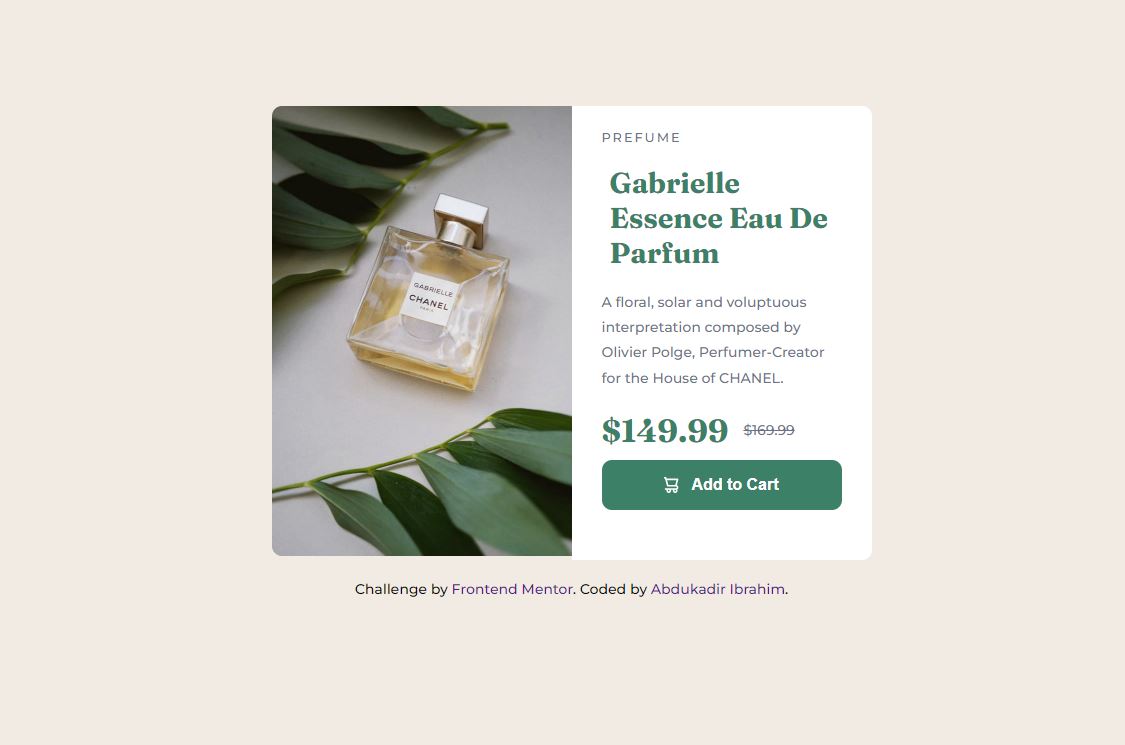 GABRIELLE
CHANEL
PARIS
PREFUME
Gabrielle
Essence Eau De
Parfum
A floral, solar and voluptuous
interpretation composed by
Olivier Polge, Perfumer-Creator
for the House of CHANEL.
$149.99 $169.99
Add to Cart
Challenge by Frontend Mentor. Coded by Abdukadir Ibrahim.